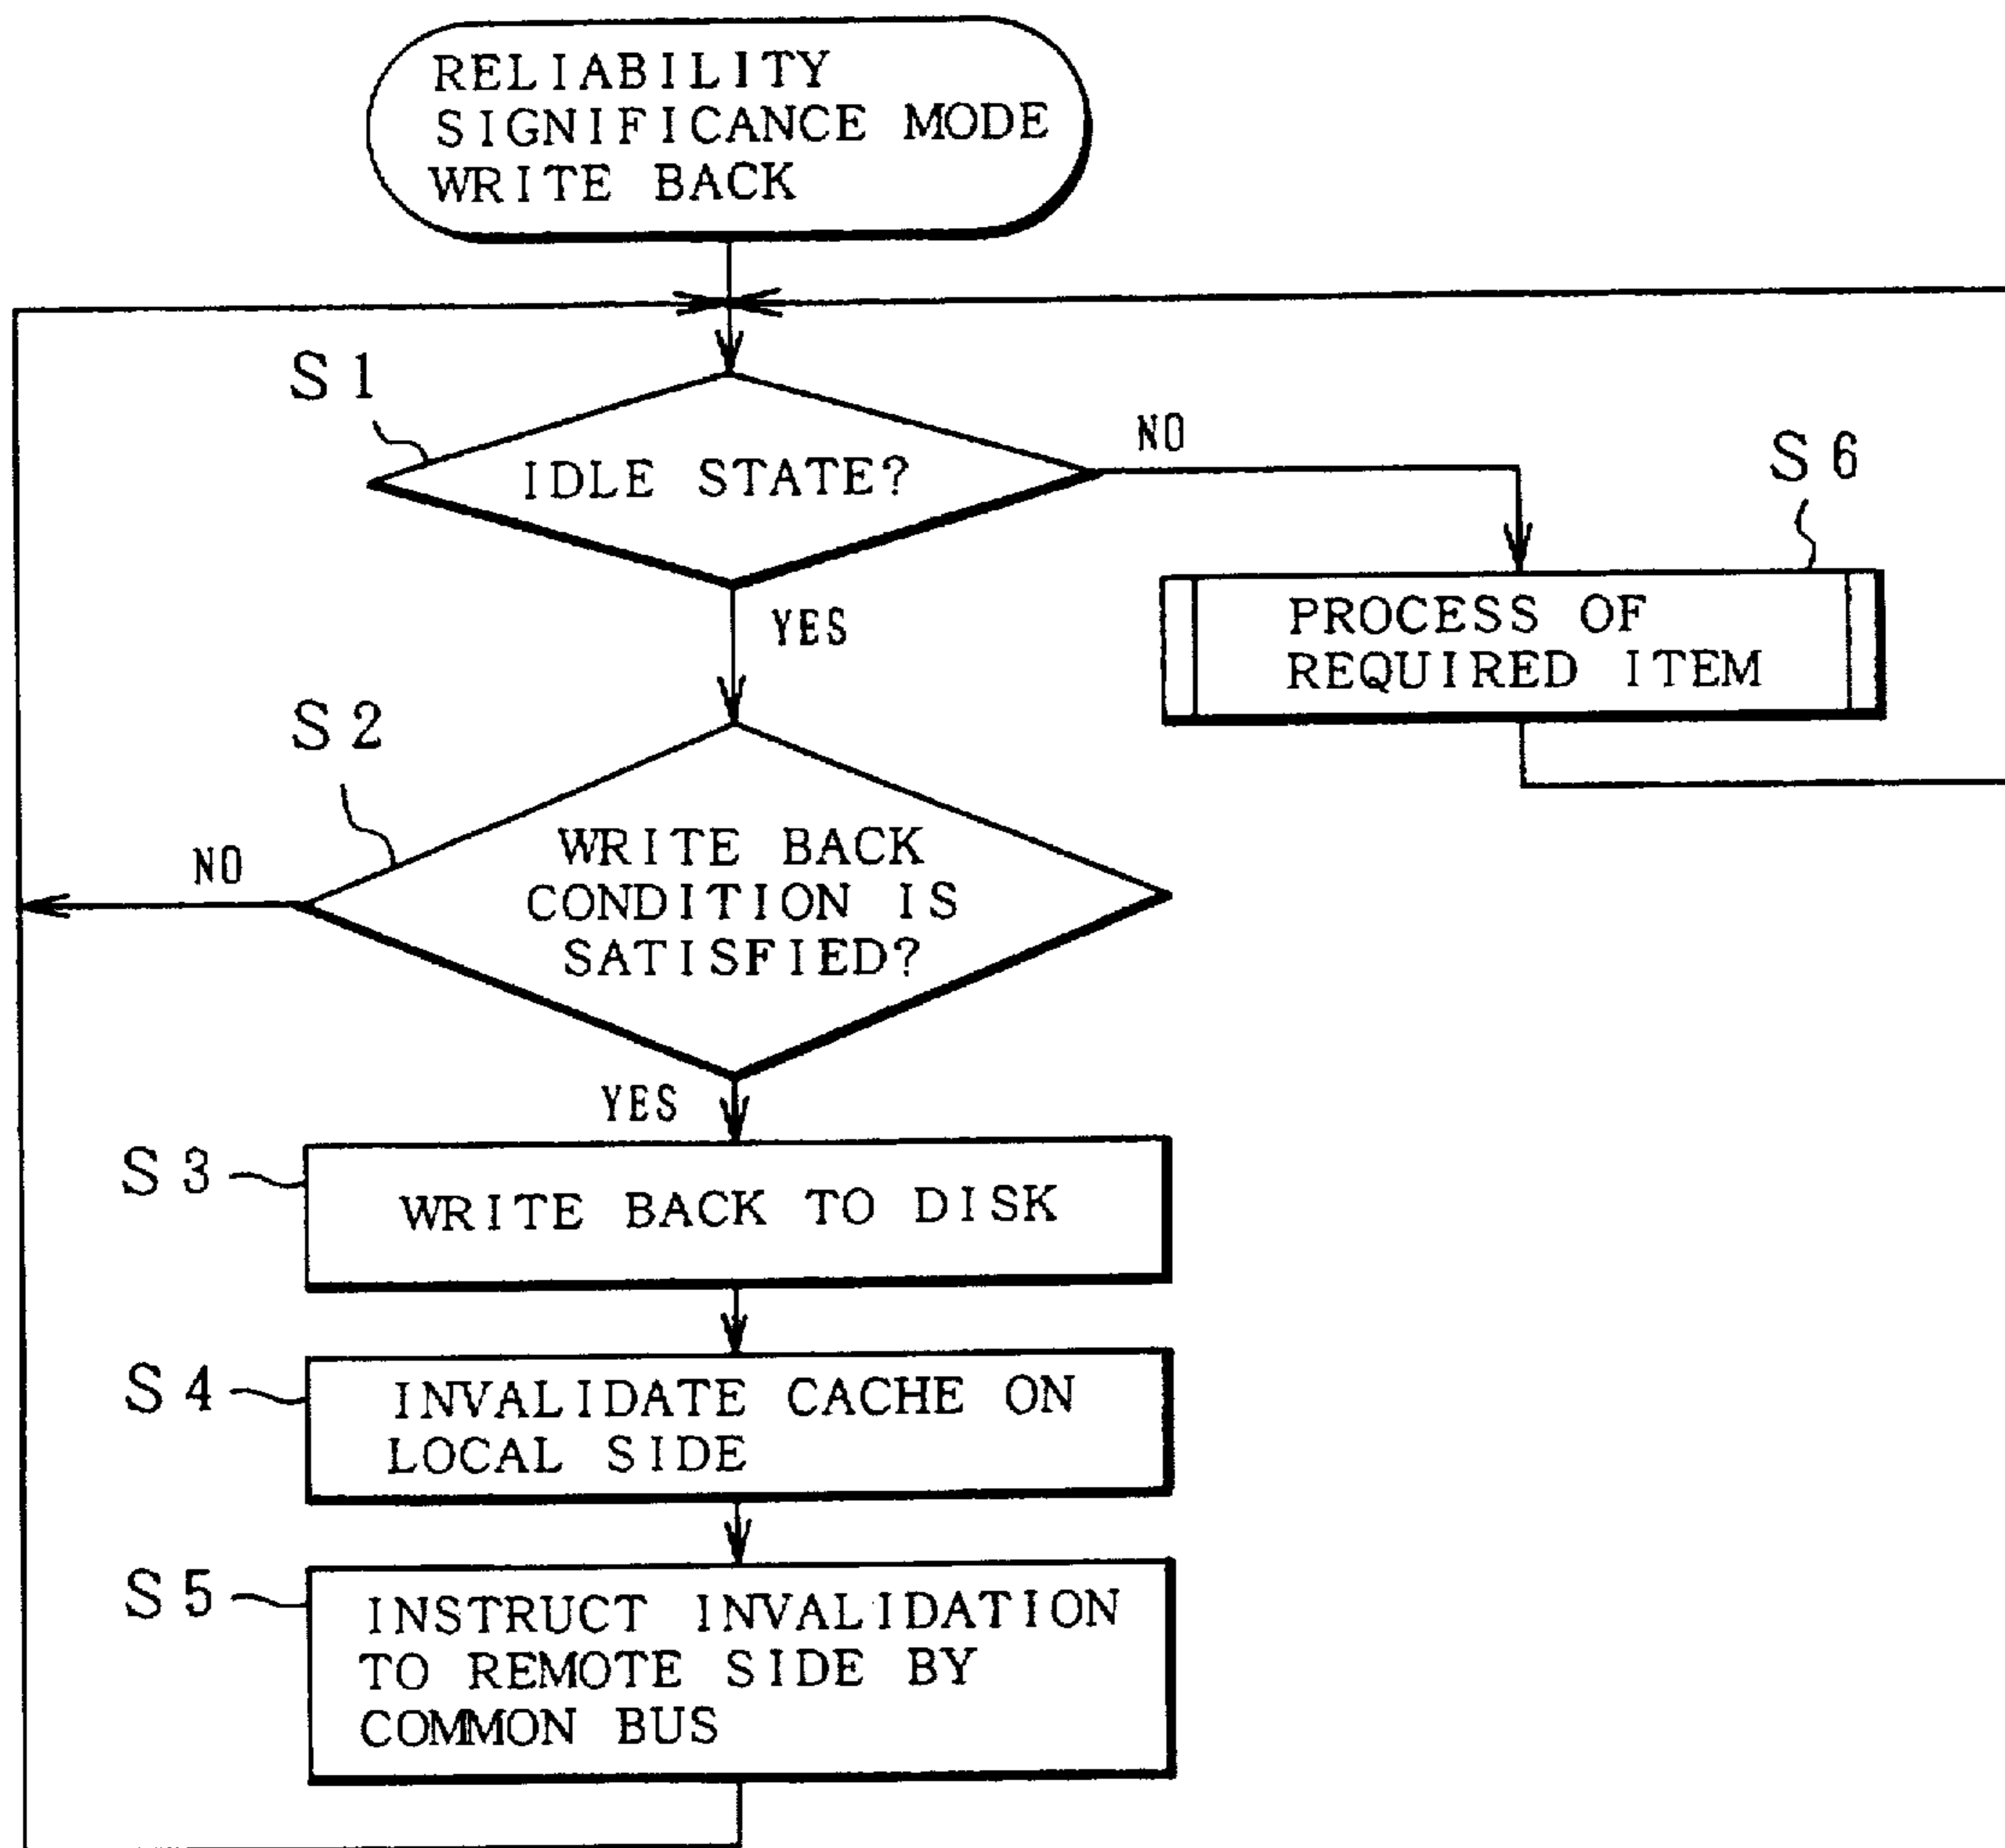 RELIABILITY
SIGNIFICANCE MODE
WRITE BACK
S1
IDLE STATE?
NO
S6
PROCESS OF
REQUIRED ITEM
YES
S2
WRITE BACK
CONDITION IS
SATISFIED?
NO
YES
S3
WRITE BACK TO DISK
S4
INVALIDATE CACHE ON
LOCAL SIDE
S5
INSTRUCT INVALIDATION
TO REMOTE SIDE BY
COMMON BUS